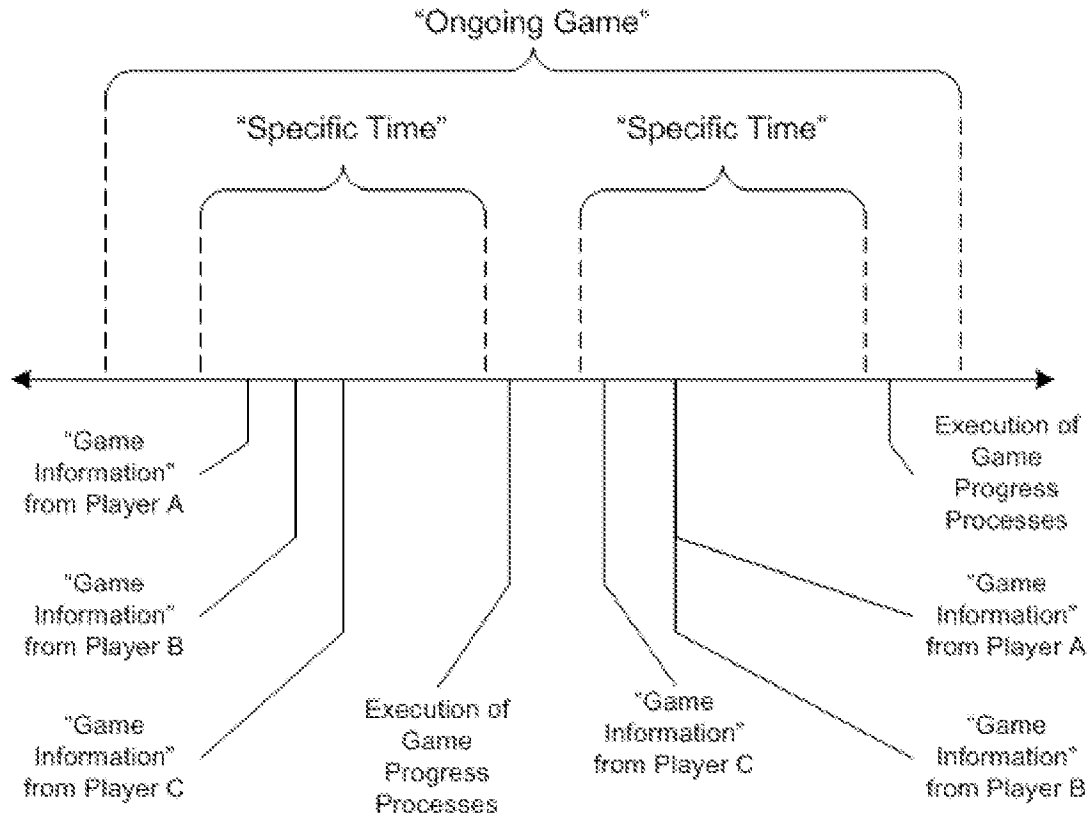 “Ongoing Game”
“Specific Time”
“Specific Time”
“Game
Information”
from Player A
“Game
Information”
from Player B
“Game
Information”
from Player C
Execution of
Game
Progress
Processes
“Game
Information”
from Player C
Execution of
Game
Progress
Processes
“Game
Information”
from Player A
“Game
Information”
from Player B